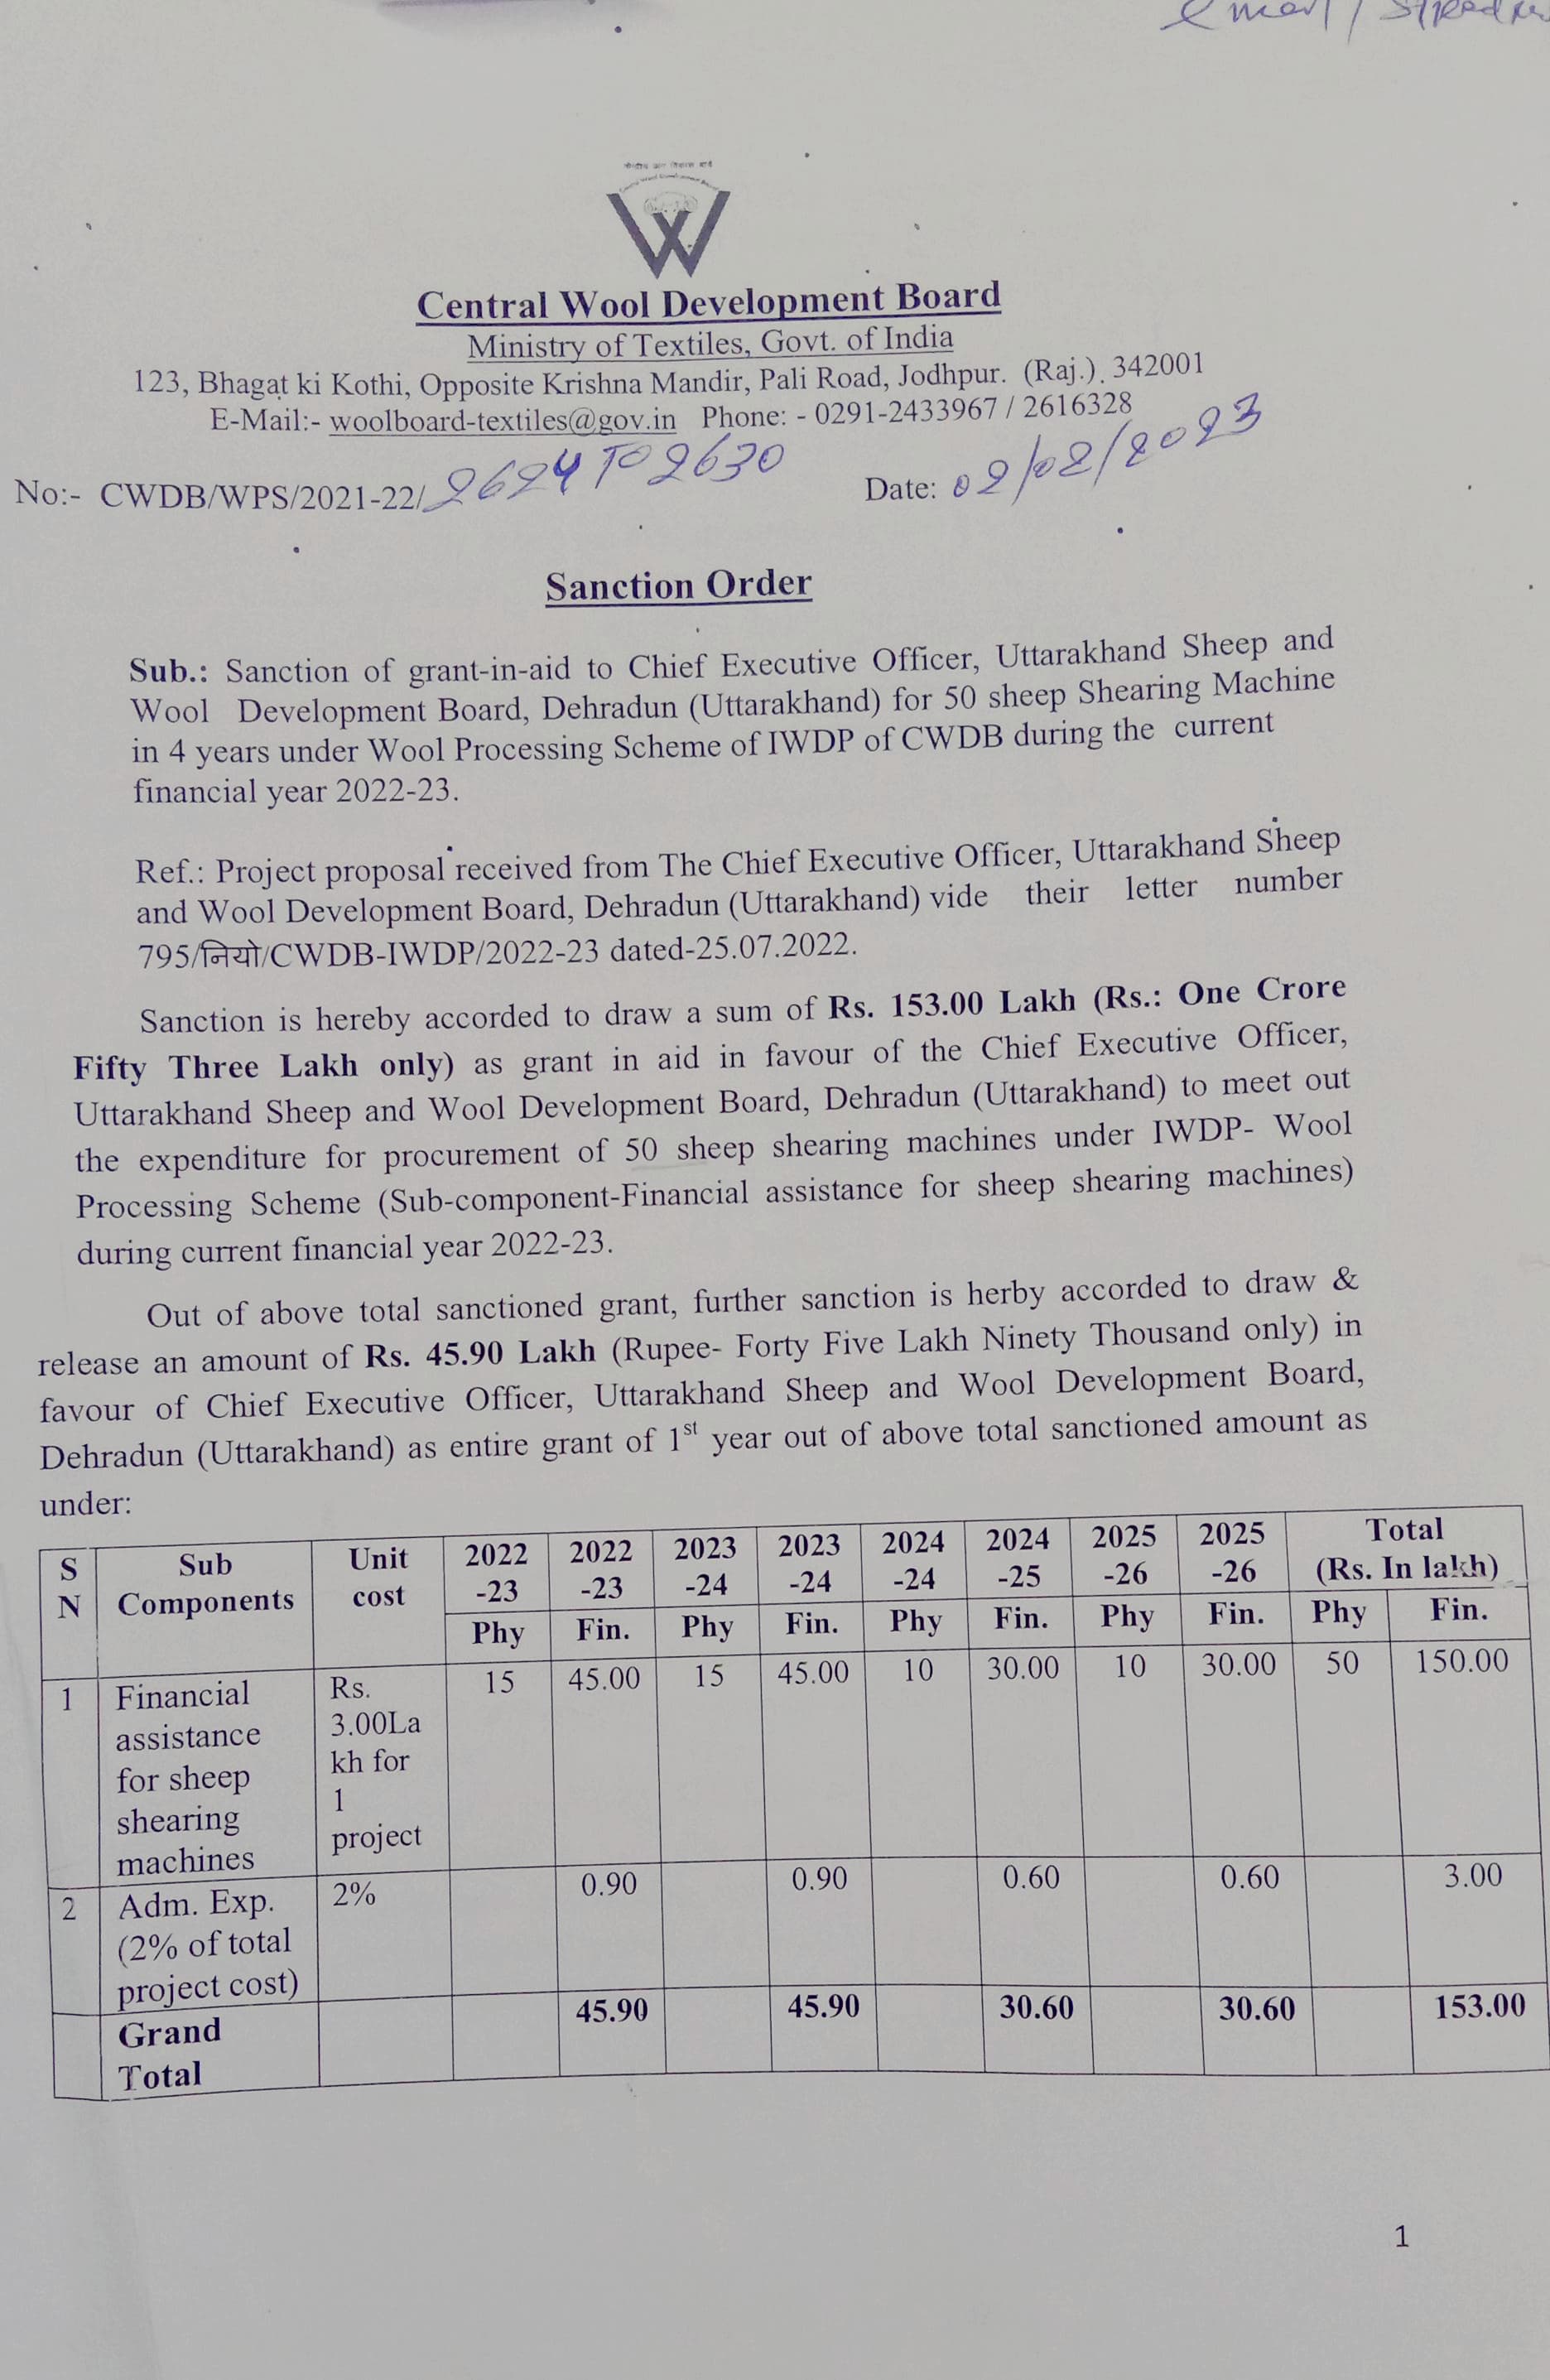 केन्द्रीय ऊन विकास बोर्ड
Central Wool Development Board
Central Wool Development Board
Ministry of Textiles, Govt. of India
123, Bhagat ki Kothi, Opposite Krishna Mandir, Pali Road, Jodhpur. (Raj.). 342001
E-Mail:- woolboard-textiles@gov.in Phone: - 0291-2433967 / 2616328
No:- CWDB/WPS/2021-22/ 2624 TO 2630 Date: 02/02/2023
Sanction Order
Sub.: Sanction of grant-in-aid to Chief Executive Officer, Uttarakhand Sheep and
Wool Development Board, Dehradun (Uttarakhand) for 50 sheep Shearing Machine
in 4 years under Wool Processing Scheme of IWDP of CWDB during the current
financial year 2022-23.
Ref.: Project proposal received from The Chief Executive Officer, Uttarakhand Sheep
and Wool Development Board, Dehradun (Uttarakhand) vide their letter number
795/नियो/CWDB-IWDP/2022-23 dated-25.07.2022.
Sanction is hereby accorded to draw a sum of Rs. 153.00 Lakh (Rs.: One Crore
Fifty Three Lakh only) as grant in aid in favour of the Chief Executive Officer,
Uttarakhand Sheep and Wool Development Board, Dehradun (Uttarakhand) to meet out
the expenditure for procurement of 50 sheep shearing machines under IWDP- Wool
Processing Scheme (Sub-component-Financial assistance for sheep shearing machines)
during current financial year 2022-23.
Out of above total sanctioned grant, further sanction is herby accorded to draw &
release an amount of Rs. 45.90 Lakh (Rupee- Forty Five Lakh Ninety Thousand only) in
favour of Chief Executive Officer, Uttarakhand Sheep and Wool Development Board,
Dehradun (Uttarakhand) as entire grant of 1st year out of above total sanctioned amount as
under:
S Sub Unit 2022 2022 2023 2023 2024 2024 2025 2025 Total
N Components cost -23 -23 -24 -24 -24 -25 -26 -26 (Rs. In lakh)
Phy Fin. Phy Fin. Phy Fin. Phy Fin. Phy Fin.
1 Financial Rs. 15 45.00 15 45.00 10 30.00 10 30.00 50 150.00
assistance 3.00La
for sheep kh for
shearing 1
machines project
2 Adm. Exp. 2% 0.90 0.90 0.60 0.60 3.00
(2% of total
project cost)
Grand 45.90 45.90 30.60 30.60 153.00
Total
1